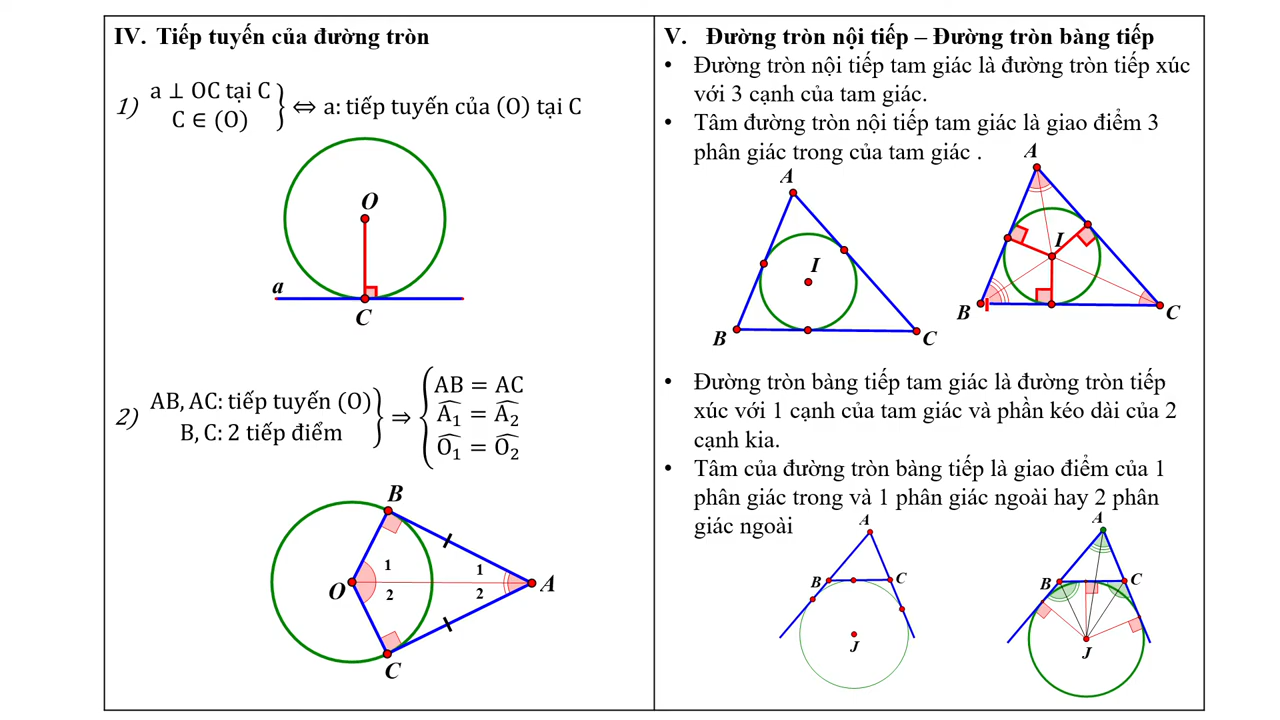 IV. Tiếp tuyến của đường tròn
1) a ⊥ OC tại C
C ∈ (O)
} ⇔ a: tiếp tuyến của (O) tại C
O
a
C
2) AB, AC: tiếp tuyến (O)
B, C: 2 tiếp điểm
} ⇒ { AB = AC
Â₁ = Â₂
Ô₁ = Ô₂
B
1
1
O
2
2
A
C
V. Đường tròn nội tiếp – Đường tròn bàng tiếp
• Đường tròn nội tiếp tam giác là đường tròn tiếp xúc
với 3 cạnh của tam giác.
• Tâm đường tròn nội tiếp tam giác là giao điểm 3
phân giác trong của tam giác .
A
I
B
C
A
I
B
C
• Đường tròn bàng tiếp tam giác là đường tròn tiếp
xúc với 1 cạnh của tam giác và phần kéo dài của 2
cạnh kia.
• Tâm của đường tròn bàng tiếp là giao điểm của 1
phân giác trong và 1 phân giác ngoài hay 2 phân
giác ngoài
A
B
C
J
A
B
C
J